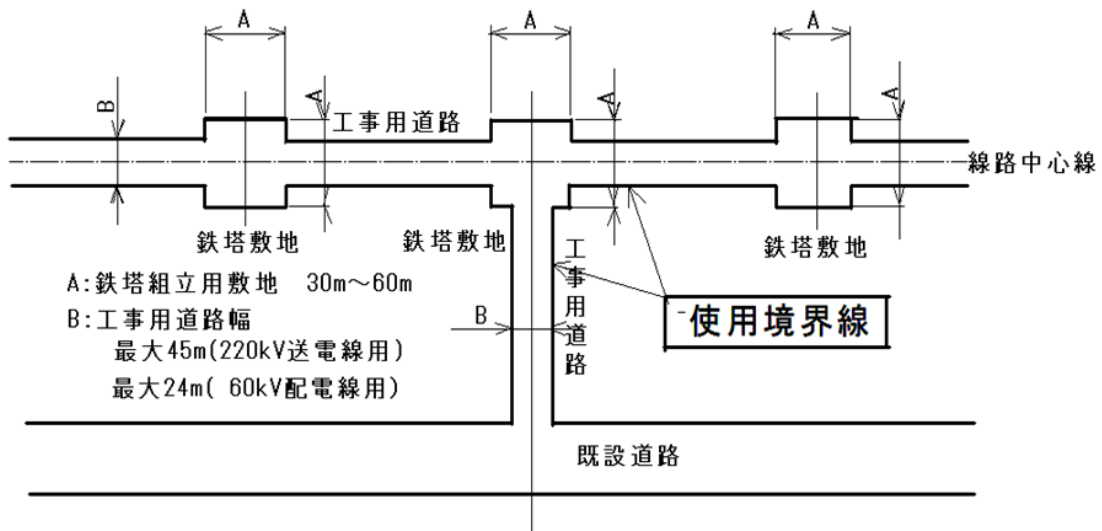 A
A
A
B
A
工事用道路
A
A
線路中心線
鉄塔敷地
鉄塔敷地
鉄塔敷地
工事用道路
A:鉄塔組立用敷地 30m~60m
B:工事用道路幅
最大45m(220kV送電線用)
最大24m( 60kV配電線用)
B
使用境界線
既設道路